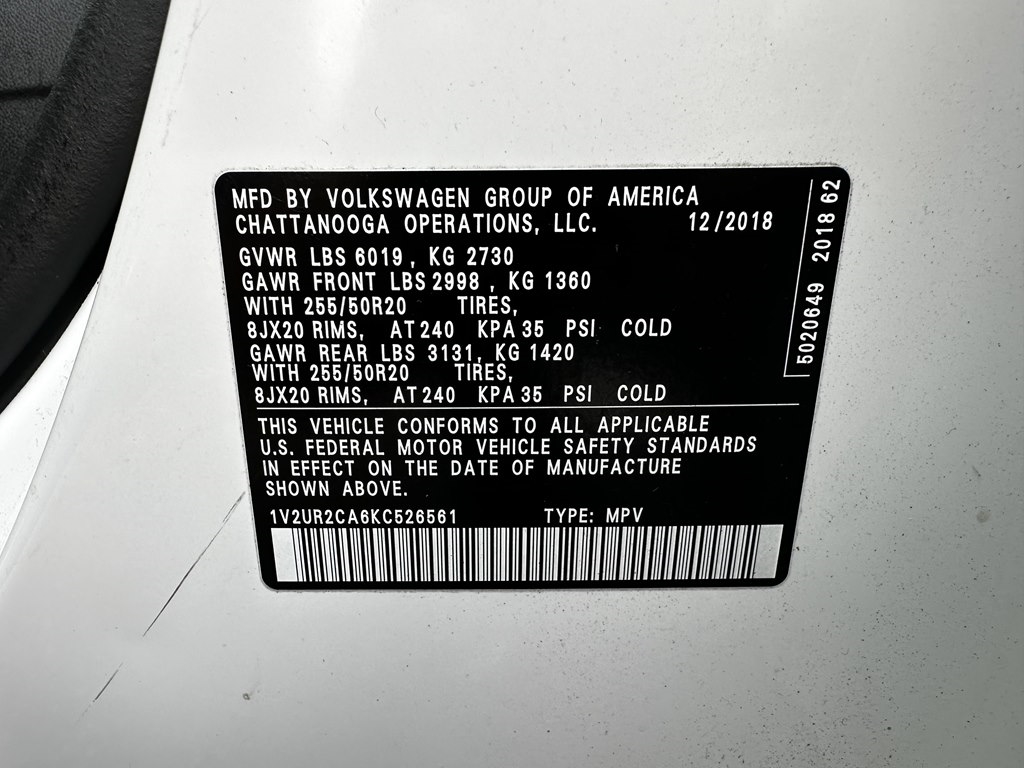 MFD BY VOLKSWAGEN GROUP OF AMERICA
CHATTANOOGA OPERATIONS, LLC. 12/2018
GVWR LBS 6019, KG 2730
GAWR FRONT LBS 2998, KG 1360
WITH 255/50R20 TIRES,
8JX20 RIMS, AT 240 KPA 35 PSI COLD
GAWR REAR LBS 3131, KG 1420
WITH 255/50R20 TIRES,
8JX20 RIMS, AT 240 KPA 35 PSI COLD
THIS VEHICLE CONFORMS TO ALL APPLICABLE
U.S. FEDERAL MOTOR VEHICLE SAFETY STANDARDS
IN EFFECT ON THE DATE OF MANUFACTURE
SHOWN ABOVE.
1V2UR2CA6KC526561 TYPE: MPV
5020649 2018 62